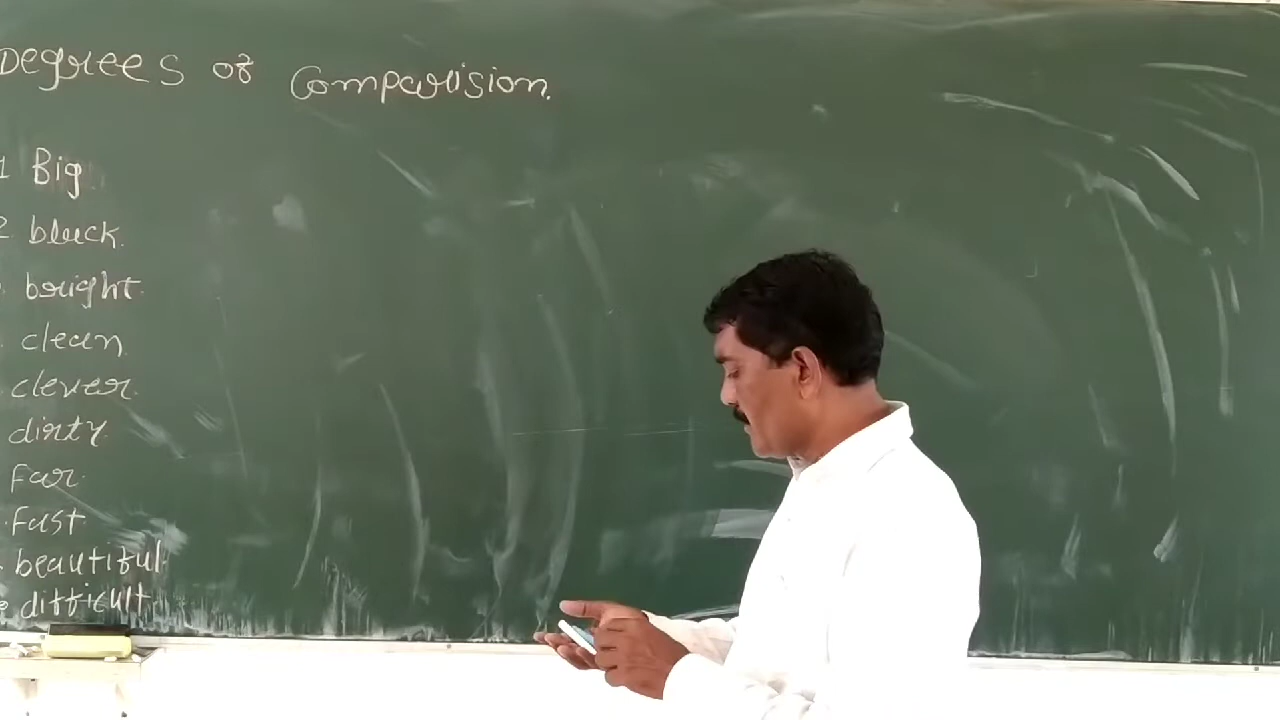 Degrees of Comparision.
1 Big
2. black.
bright.
clean
clever.
dirty.
Far.
Fast
beautiful.
difficult.